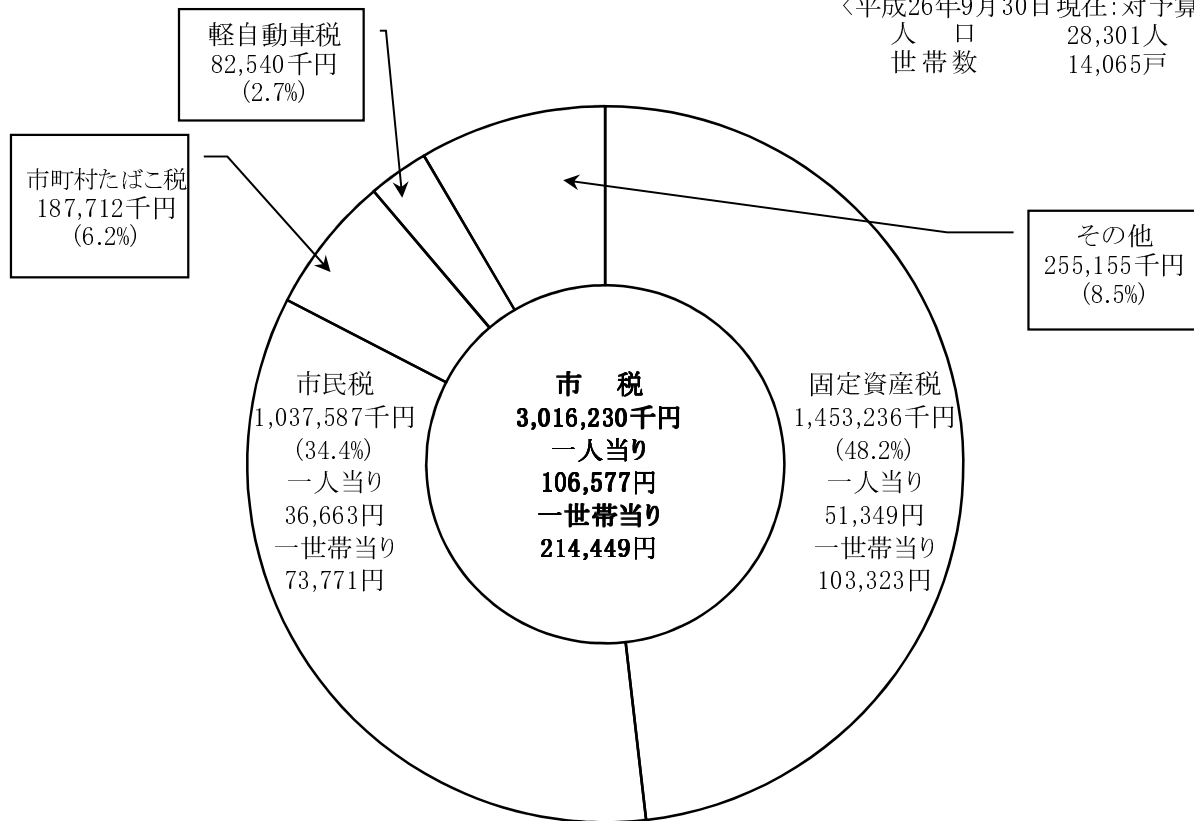 <平成26年9月30日現在:対予算
人　口　28,301人
世帯数　14,065戸
軽自動車税
82,540千円
(2.7%)
市町村たばこ税
187,712千円
(6.2%)
その他
255,155千円
(8.5%)
市民税
1,037,587千円
(34.4%)
一人当り
36,663円
一世帯当り
73,771円
市　税
3,016,230千円
一人当り
106,577円
一世帯当り
214,449円
固定資産税
1,453,236千円
(48.2%)
一人当り
51,349円
一世帯当り
103,323円